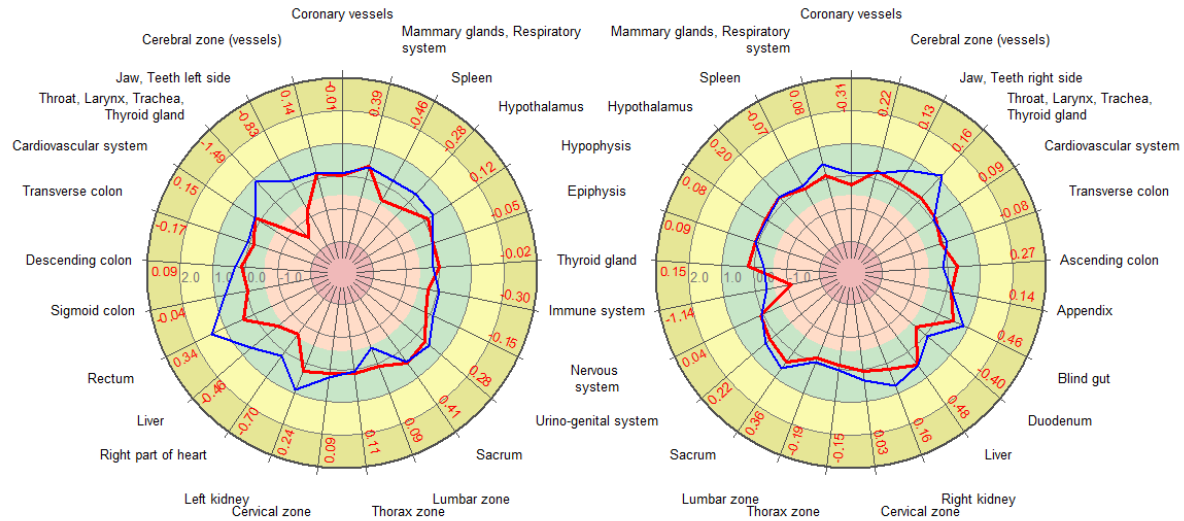 Coronary vessels
Cerebral zone (vessels)
Mammary glands, Respiratory
system
Jaw, Teeth left side
Spleen
Throat, Larynx, Trachea,
Thyroid gland
Hypothalamus
Cardiovascular system
Hypophysis
Transverse colon
Epiphysis
Descending colon
Thyroid gland
Sigmoid colon
Immune system
Rectum
Nervous
system
Liver
Urino-genital system
Right part of heart
Sacrum
Left kidney
Lumbar zone
Cervical zone
Thorax zone
-0.01
0.39
-0.46
-0.28
0.12
-0.05
-0.02
-0.30
-0.15
0.28
0.41
0.09
0.11
0.09
0.24
-0.70
-0.46
0.34
-0.04
0.09
-0.17
0.15
-1.49
-0.83
0.14
2.0 1.0 0.0 -1.0
Coronary vessels
Mammary glands, Respiratory
system
Cerebral zone (vessels)
Spleen
Jaw, Teeth right side
Hypothalamus
Throat, Larynx, Trachea,
Thyroid gland
Cardiovascular system
Transverse colon
Ascending colon
Appendix
Blind gut
Duodenum
Sacrum
Liver
Lumbar zone
Right kidney
Thorax zone
Cervical zone
-0.31
0.22
0.13
0.16
0.09
-0.08
0.27
0.14
0.46
-0.40
0.48
0.16
0.03
-0.15
-0.19
0.36
0.22
0.04
-1.14
0.15
0.09
0.08
0.20
-0.07
0.08
2.0 1.0 0.0 -1.0